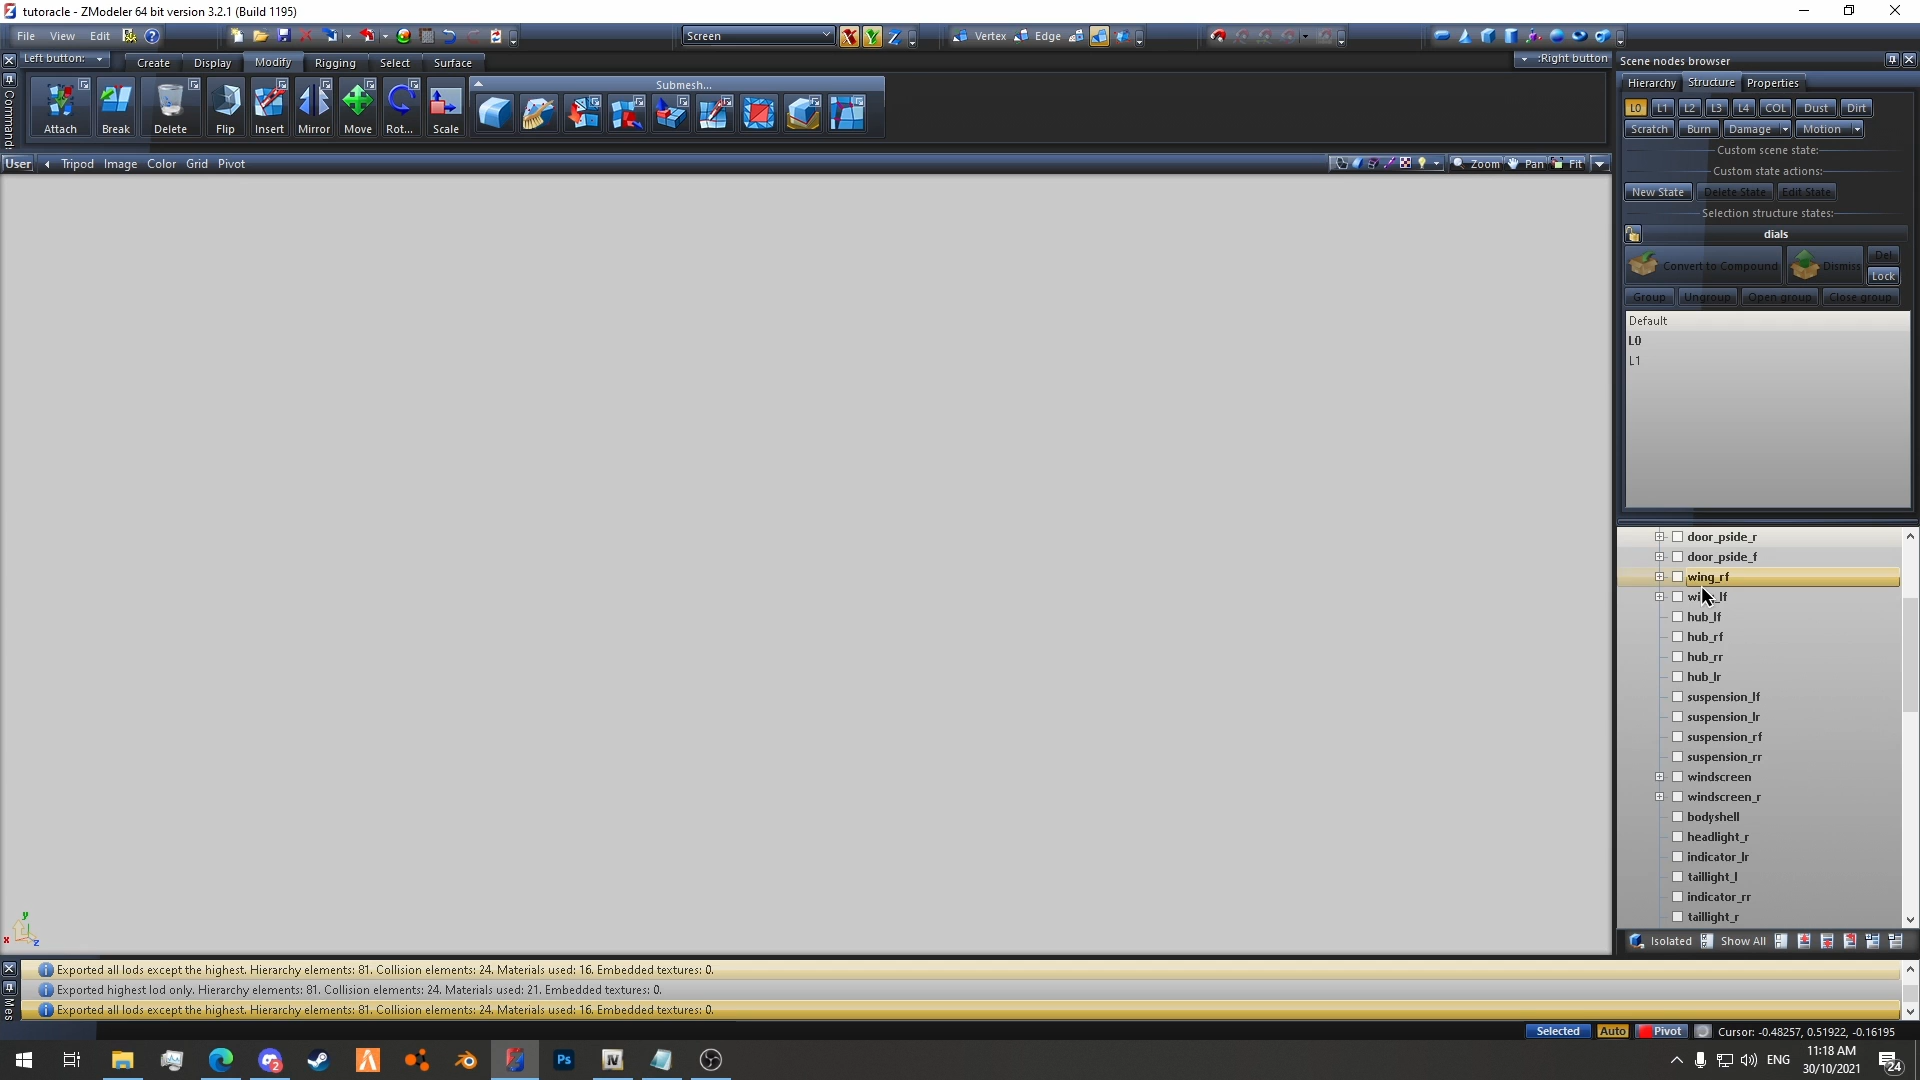 tutoracle - ZModeler 64 bit version 3.2.1 (Build 1195)
File View Edit
Screen
Vertex Edge
Left button:
Create Display Modify Rigging Select Surface
:Right button
Attach Break Delete Flip Insert Mirror Move Rot... Scale
Submesh...
Commands
User Tripod Image Color Grid Pivot
Zoom Pan Fit
Scene nodes browser
Hierarchy Structure Properties
L0 L1 L2 L3 L4 COL Dust Dirt
Scratch Burn Damage Motion
Custom scene state:
Custom state actions:
New State Delete State Edit State
Selection structure states:
dials
Convert to Compound Dismiss Del
Lock
Group Ungroup Open group Close group
Default
L0
L1
door_pside_r
door_pside_f
wing_rf
wing_lf
hub_lf
hub_rf
hub_rr
hub_lr
suspension_lf
suspension_lr
suspension_rf
suspension_rr
windscreen
windscreen_r
bodyshell
headlight_r
indicator_lr
taillight_l
indicator_rr
taillight_r
Isolated Show All
x y z
Mes
Exported all lods except the highest. Hierarchy elements: 81. Collision elements: 24. Materials used: 16. Embedded textures: 0.
Exported highest lod only. Hierarchy elements: 81. Collision elements: 24. Materials used: 21. Embedded textures: 0.
Exported all lods except the highest. Hierarchy elements: 81. Collision elements: 24. Materials used: 16. Embedded textures: 0.
Selected Auto Pivot Cursor: -0.48257, 0.51922, -0.16195
Ps
ENG
11:18 AM
30/10/2021
24